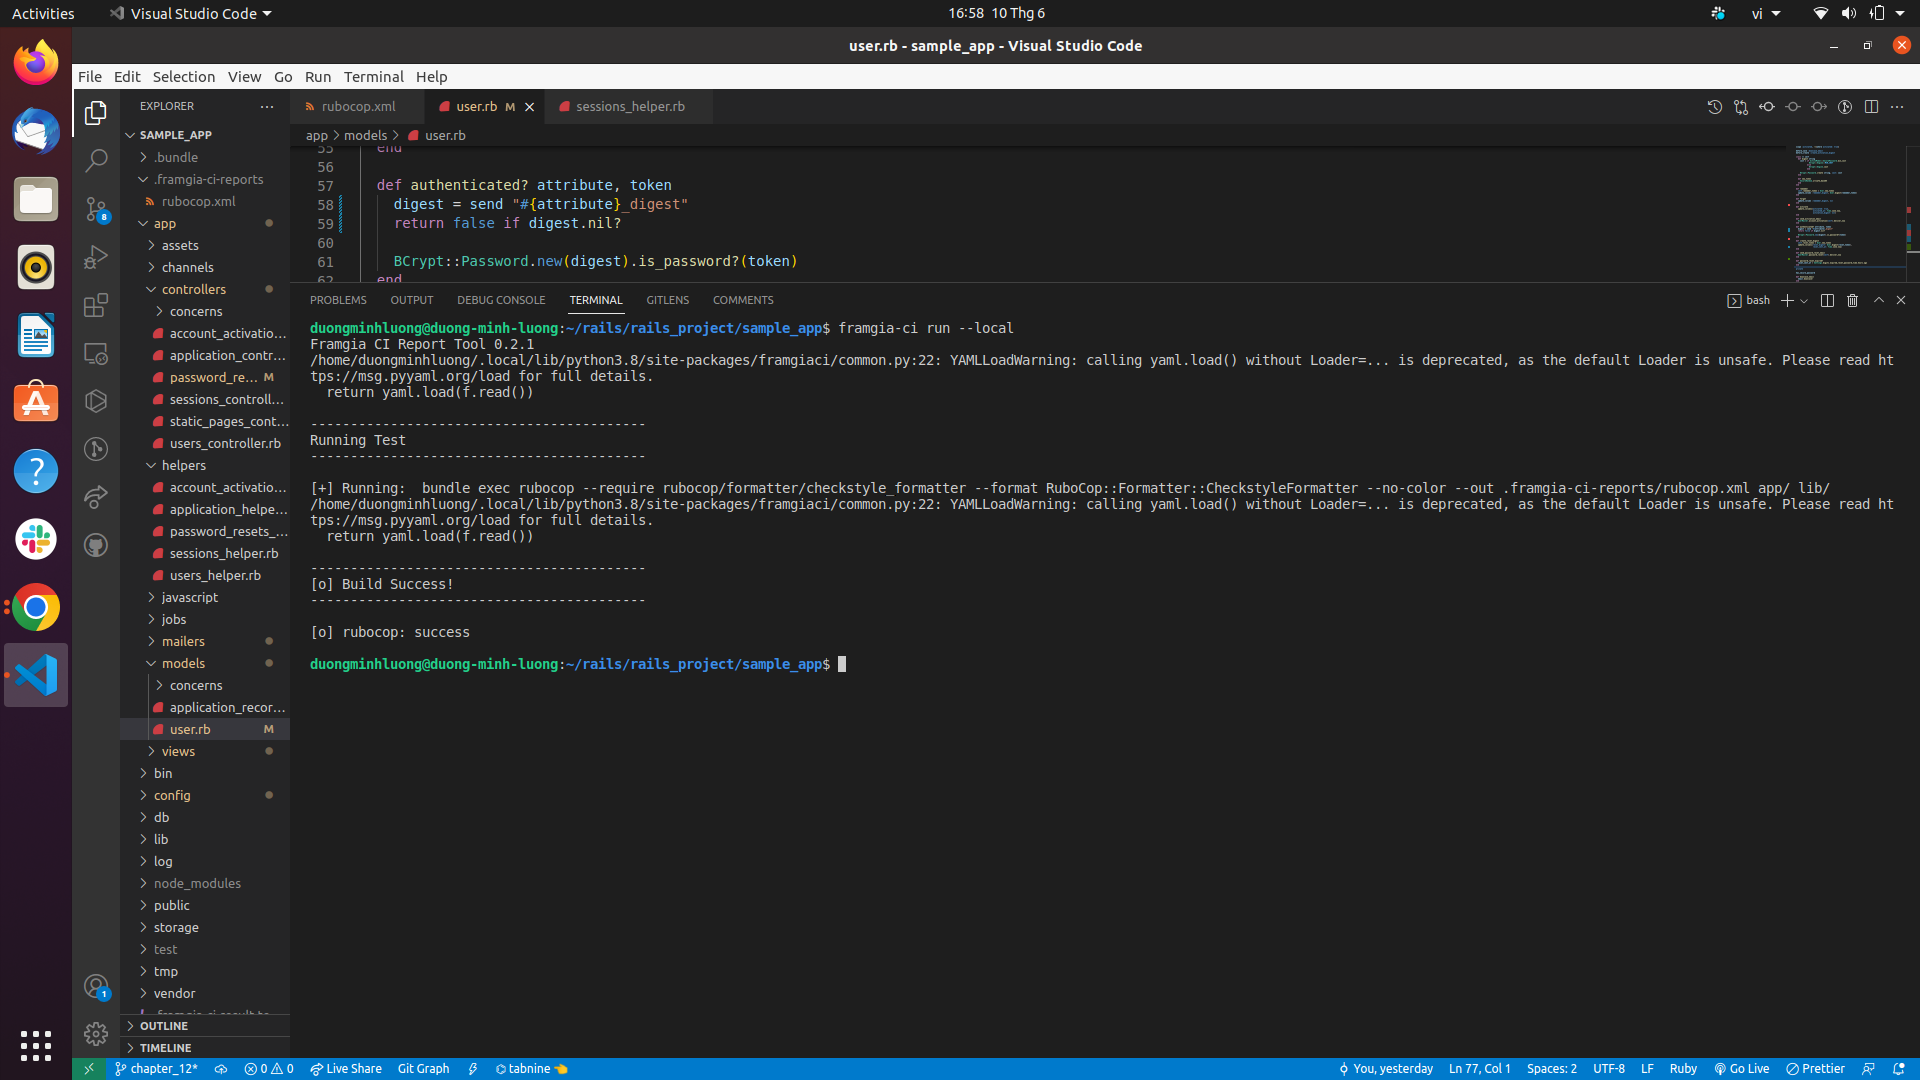 Activities
Visual Studio Code
16:58 10 Thg 6
vi
user.rb - sample_app - Visual Studio Code
File Edit Selection View Go Run Terminal Help
EXPLORER
rubocop.xml
user.rb M
sessions_helper.rb
app > models > user.rb
SAMPLE_APP
.bundle
.framgia-ci-reports
rubocop.xml
app
assets
channels
controllers
concerns
account_activatio...
application_contr...
password_re... M
sessions_controll...
static_pages_cont...
users_controller.rb
helpers
account_activatio...
application_helpe...
password_resets_...
sessions_helper.rb
users_helper.rb
javascript
jobs
mailers
models
concerns
application_recor...
user.rb M
views
bin
config
db
lib
log
node_modules
public
storage
test
tmp
vendor
OUTLINE
TIMELINE
8
1
55 end
56
57 def authenticated? attribute, token
58 digest = send "#{attribute}_digest"
59 return false if digest.nil?
60
61 BCrypt::Password.new(digest).is_password?(token)
62 end
PROBLEMS OUTPUT DEBUG CONSOLE TERMINAL GITLENS COMMENTS
bash
duongminhluong@duong-minh-luong:~/rails/rails_project/sample_app$ framgia-ci run --local
Framgia CI Report Tool 0.2.1
/home/duongminhluong/.local/lib/python3.8/site-packages/framgiaci/common.py:22: YAMLLoadWarning: calling yaml.load() without Loader=... is deprecated, as the default Loader is unsafe. Please read ht
tps://msg.pyyaml.org/load for full details.
return yaml.load(f.read())
------------------------------------------
Running Test
------------------------------------------
[+] Running:  bundle exec rubocop --require rubocop/formatter/checkstyle_formatter --format RuboCop::Formatter::CheckstyleFormatter --no-color --out .framgia-ci-reports/rubocop.xml app/ lib/
/home/duongminhluong/.local/lib/python3.8/site-packages/framgiaci/common.py:22: YAMLLoadWarning: calling yaml.load() without Loader=... is deprecated, as the default Loader is unsafe. Please read ht
tps://msg.pyyaml.org/load for full details.
return yaml.load(f.read())
------------------------------------------
[o] Build Success!
------------------------------------------
[o] rubocop: success
duongminhluong@duong-minh-luong:~/rails/rails_project/sample_app$
chapter_12* 0 0 Live Share Git Graph tabnine
You, yesterday Ln 77, Col 1 Spaces: 2 UTF-8 LF Ruby Go Live Prettier